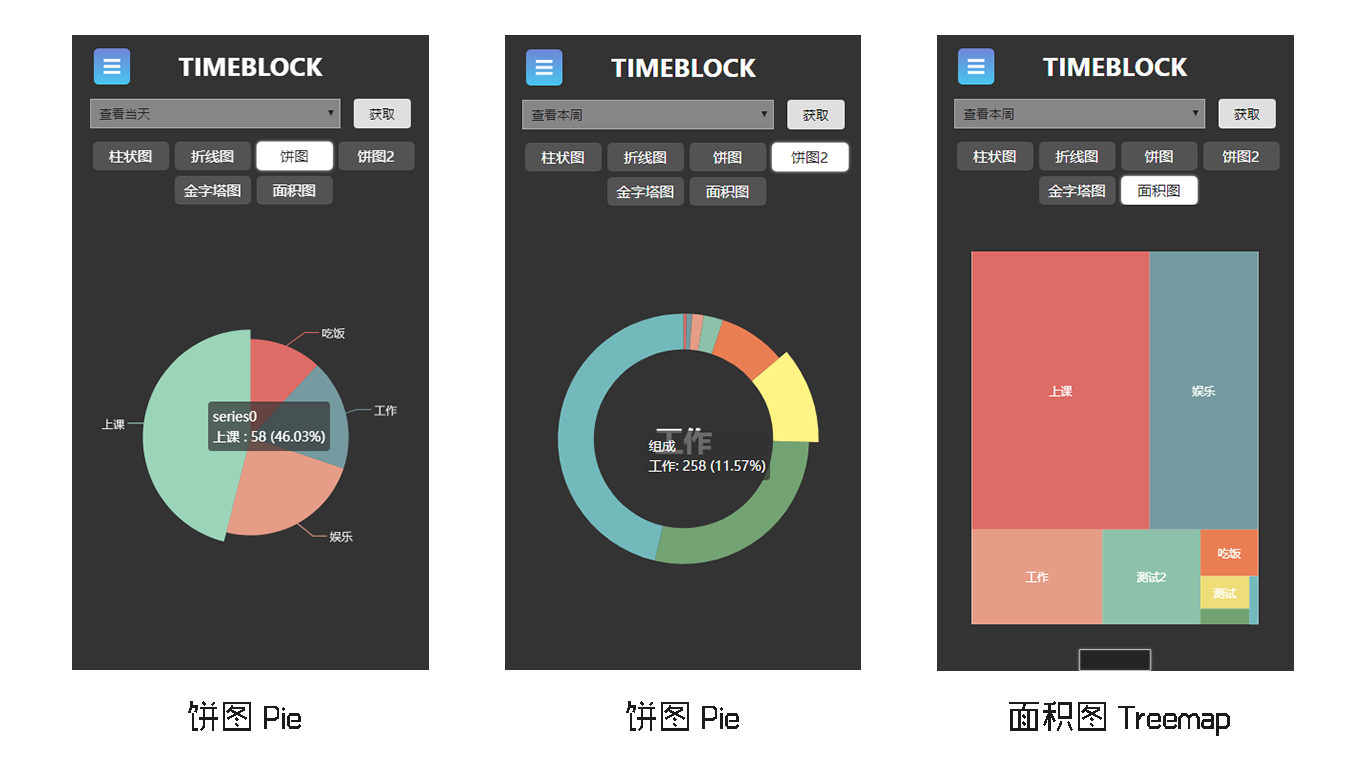 TIMEBLOCK
查看当天
获取
柱状图 折线图 饼图 饼图2
金字塔图 面积图
吃饭
工作
上课
series0
上课 : 58 (46.03%)
娱乐
饼图 Pie
TIMEBLOCK
查看本周
获取
柱状图 折线图 饼图 饼图2
金字塔图 面积图
工作
组成
工作: 258 (11.57%)
饼图 Pie
TIMEBLOCK
查看本周
获取
柱状图 折线图 饼图 饼图2
金字塔图 面积图
上课
娱乐
工作
测试2
吃饭
测试
面积图 Treemap